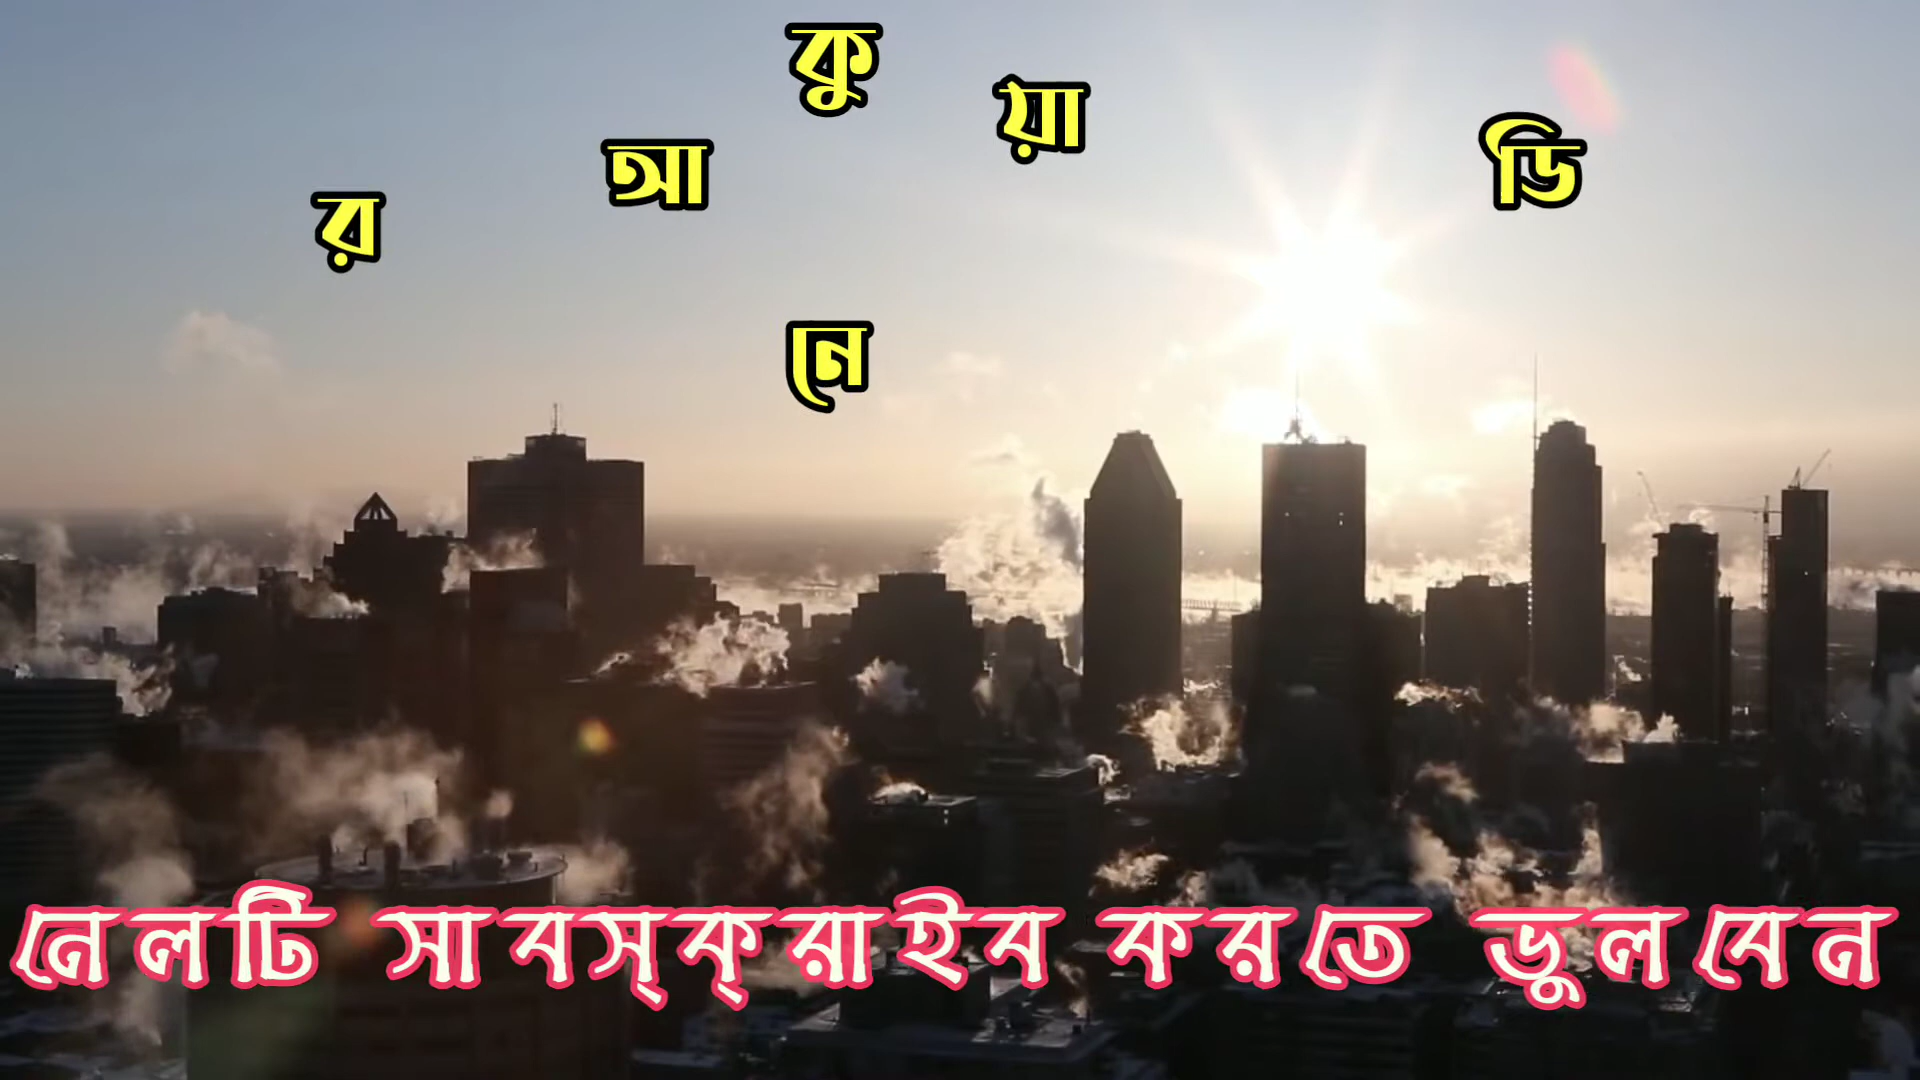 কু
য়া
আ
ডি
র
নে
নেলটি সাবস্ক্রাইব করতে ভুলবেন